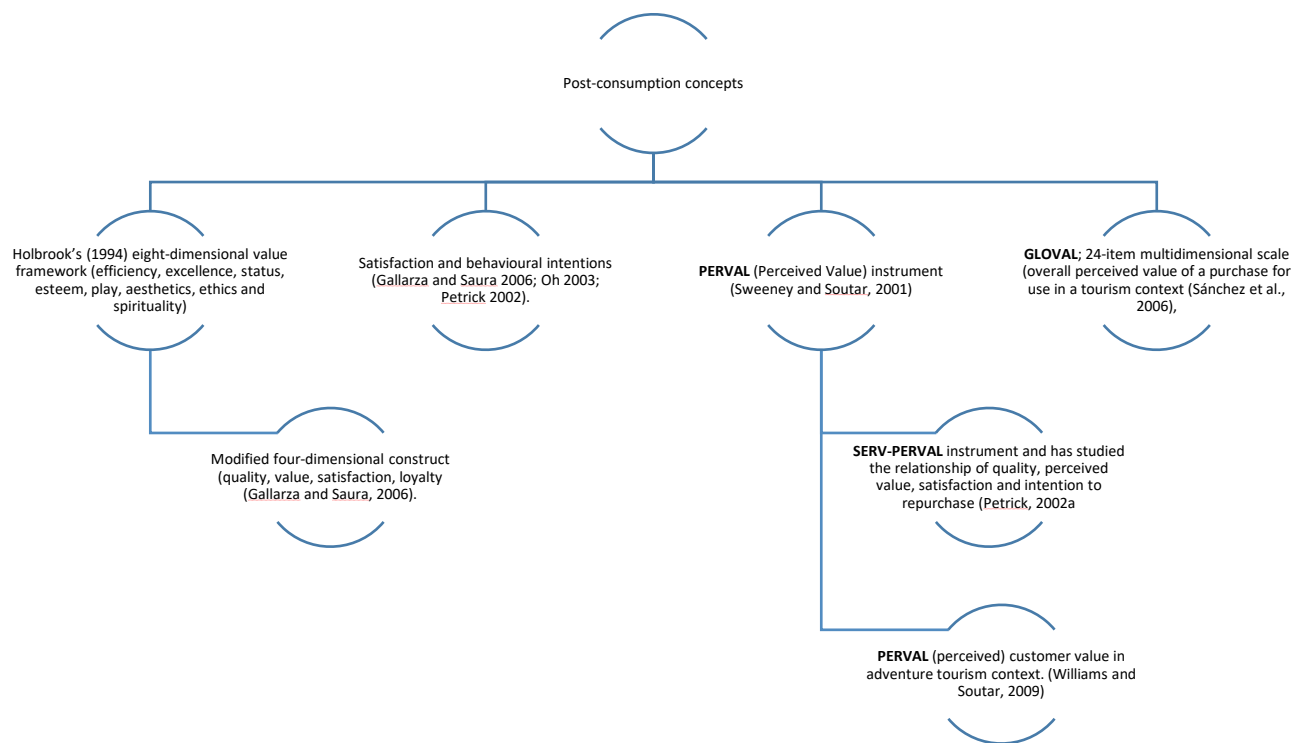 Post-consumption concepts
Holbrook’s (1994) eight-dimensional value
framework (efficiency, excellence, status,
esteem, play, aesthetics, ethics and
spirituality)
Satisfaction and behavioural intentions
(Gallarza and Saura 2006; Oh 2003;
Petrick 2002).
PERVAL (Perceived Value) instrument
(Sweeney and Soutar, 2001)
GLOVAL; 24-item multidimensional scale
(overall perceived value of a purchase for
use in a tourism context (Sánchez et al.,
2006),
Modified four-dimensional construct
(quality, value, satisfaction, loyalty
(Gallarza and Saura, 2006).
SERV-PERVAL instrument and has studied
the relationship of quality, perceived
value, satisfaction and intention to
repurchase (Petrick, 2002a
PERVAL (perceived) customer value in
adventure tourism context. (Williams and
Soutar, 2009)